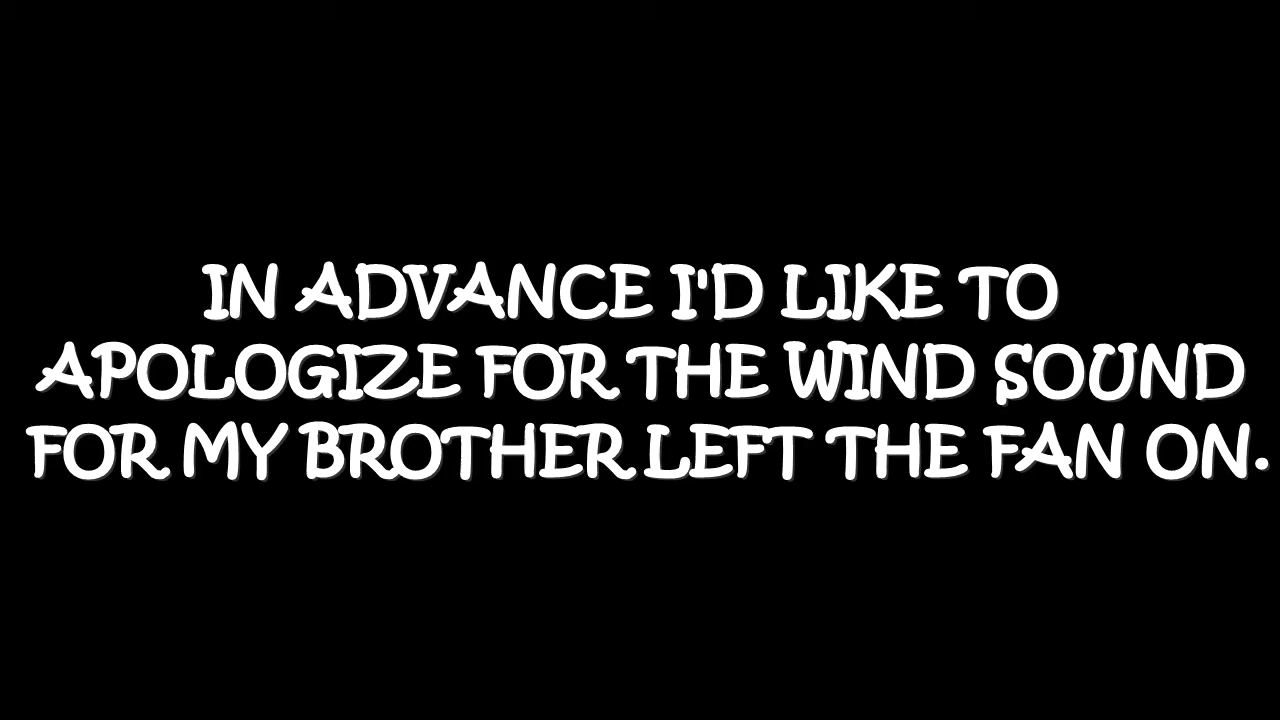 IN ADVANCE I'D LIKE TO
APOLOGIZE FOR THE WIND SOUND
FOR MY BROTHER LEFT THE FAN ON.